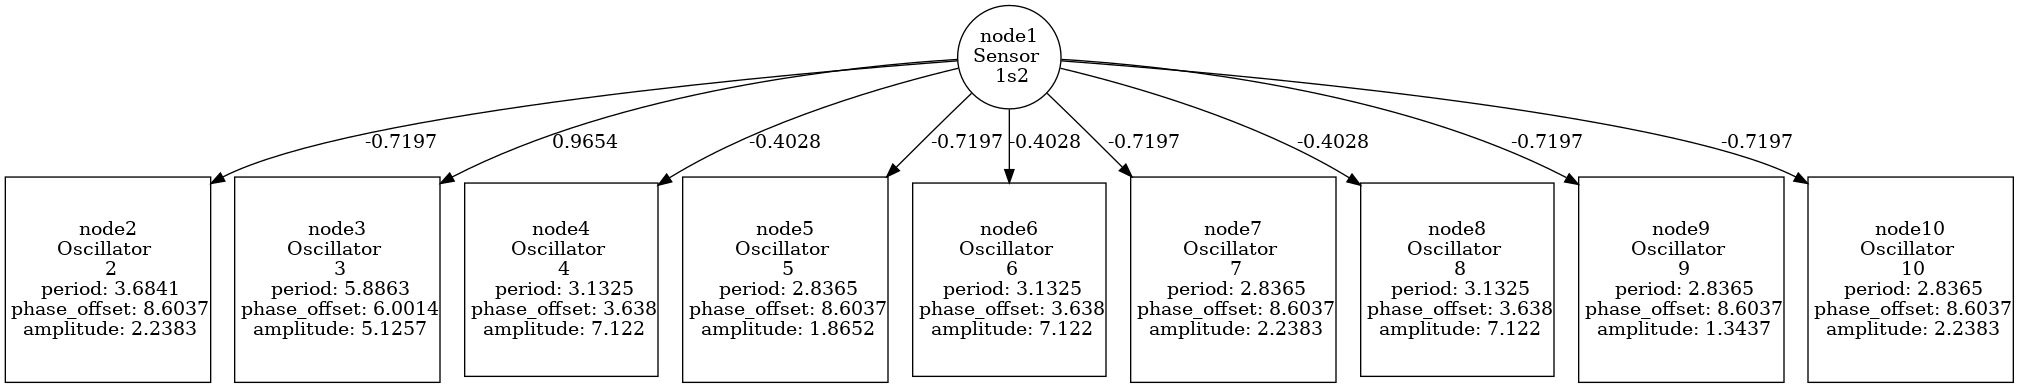 node1
Sensor
1s2
-0.7197
0.9654
-0.4028
-0.7197
-0.4028
-0.7197
-0.4028
-0.7197
-0.7197
node2
Oscillator
2
period: 3.6841
phase_offset: 8.6037
amplitude: 2.2383
node3
Oscillator
3
period: 5.8863
phase_offset: 6.0014
amplitude: 5.1257
node4
Oscillator
4
period: 3.1325
phase_offset: 3.638
amplitude: 7.122
node5
Oscillator
5
period: 2.8365
phase_offset: 8.6037
amplitude: 1.8652
node6
Oscillator
6
period: 3.1325
phase_offset: 3.638
amplitude: 7.122
node7
Oscillator
7
period: 2.8365
phase_offset: 8.6037
amplitude: 2.2383
node8
Oscillator
8
period: 3.1325
phase_offset: 3.638
amplitude: 7.122
node9
Oscillator
9
period: 2.8365
phase_offset: 8.6037
amplitude: 1.3437
node10
Oscillator
10
period: 2.8365
phase_offset: 8.6037
amplitude: 2.2383